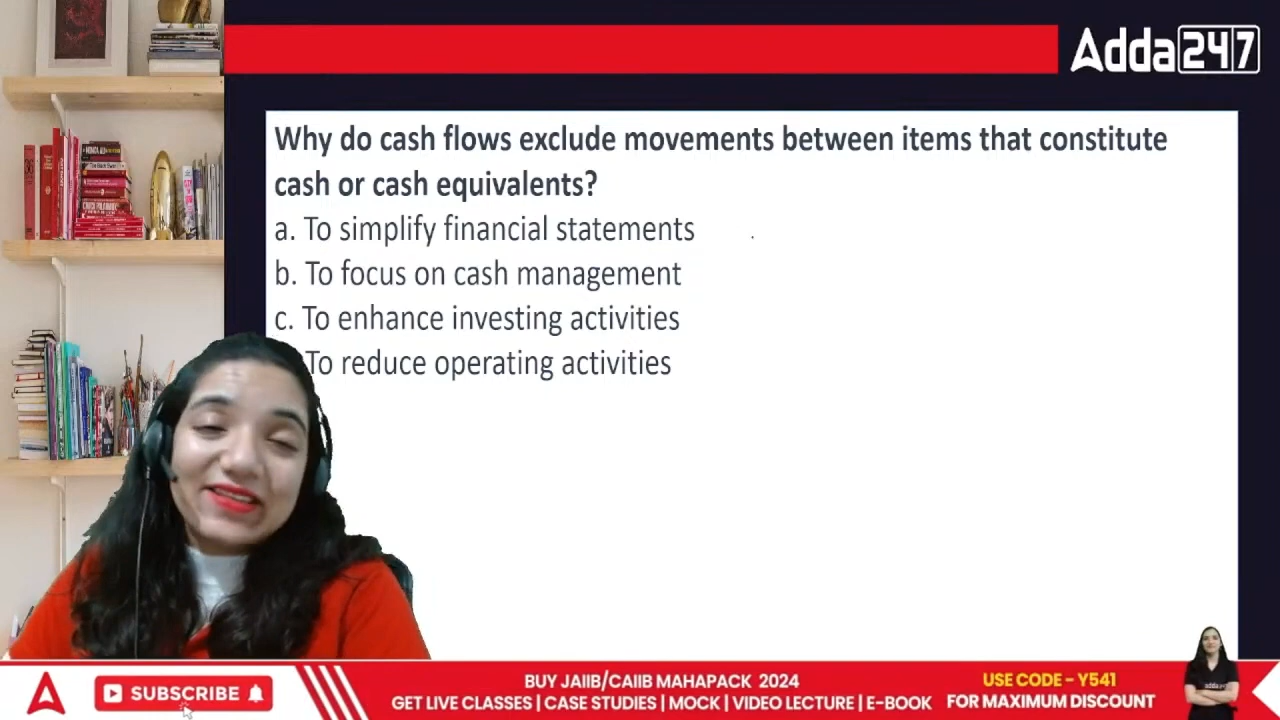 Adda247
Why do cash flows exclude movements between items that constitute
cash or cash equivalents?
a. To simplify financial statements
b. To focus on cash management
c. To enhance investing activities
To reduce operating activities
BUY JAIIB/CAIIB MAHAPACK 2024
GET LIVE CLASSES | CASE STUDIES | MOCK | VIDEO LECTURE | E-BOOK
SUBSCRIBE
USE CODE - Y541
FOR MAXIMUM DISCOUNT